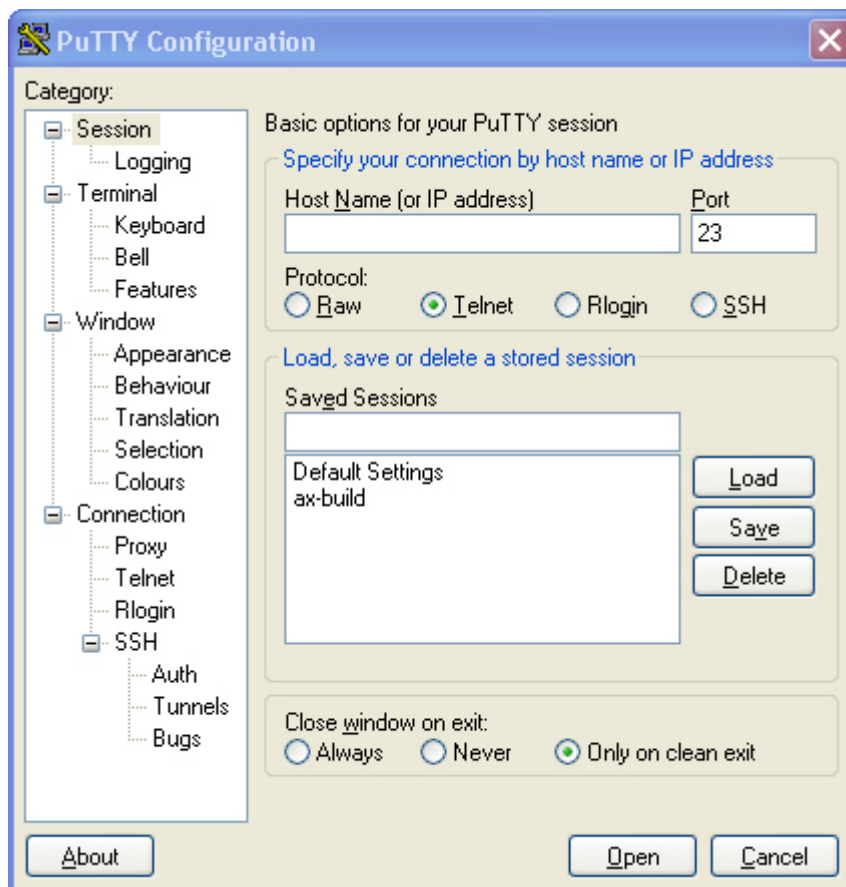 PuTTY Configuration
Category:
Session
Logging
Terminal
Keyboard
Bell
Features
Window
Appearance
Behaviour
Translation
Selection
Colours
Connection
Proxy
Telnet
Rlogin
SSH
Auth
Tunnels
Bugs
Basic options for your PuTTY session
Specify your connection by host name or IP address
Host Name (or IP address) Port
23
Protocol:
Raw Telnet Rlogin SSH
Load, save or delete a stored session
Saved Sessions
Default Settings
ax-build
Load
Save
Delete
Close window on exit:
Always Never Only on clean exit
About Open Cancel